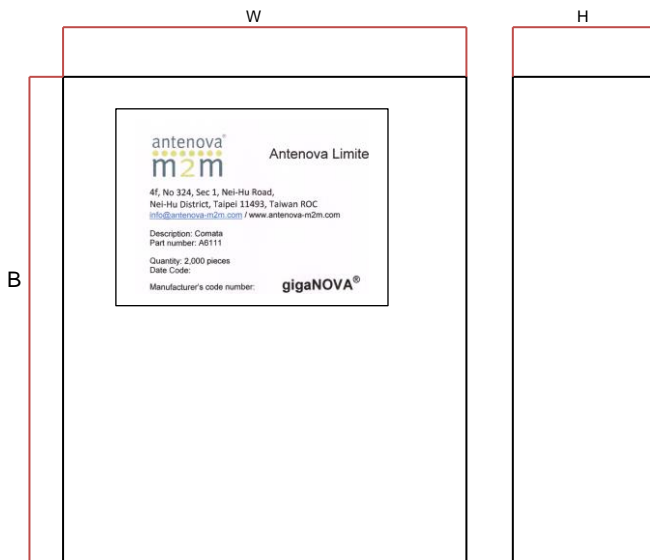 W
H
B
antenova®
m2m
Antenova Limite
4f, No 324, Sec 1, Nei-Hu Road,
Nei-Hu District, Taipei 11493, Taiwan ROC
info@antenova-m2m.com / www.antenova-m2m.com
Description: Comata
Part number: A6111
Quantity: 2,000 pieces
Date Code:
Manufacturer's code number:
gigaNOVA®